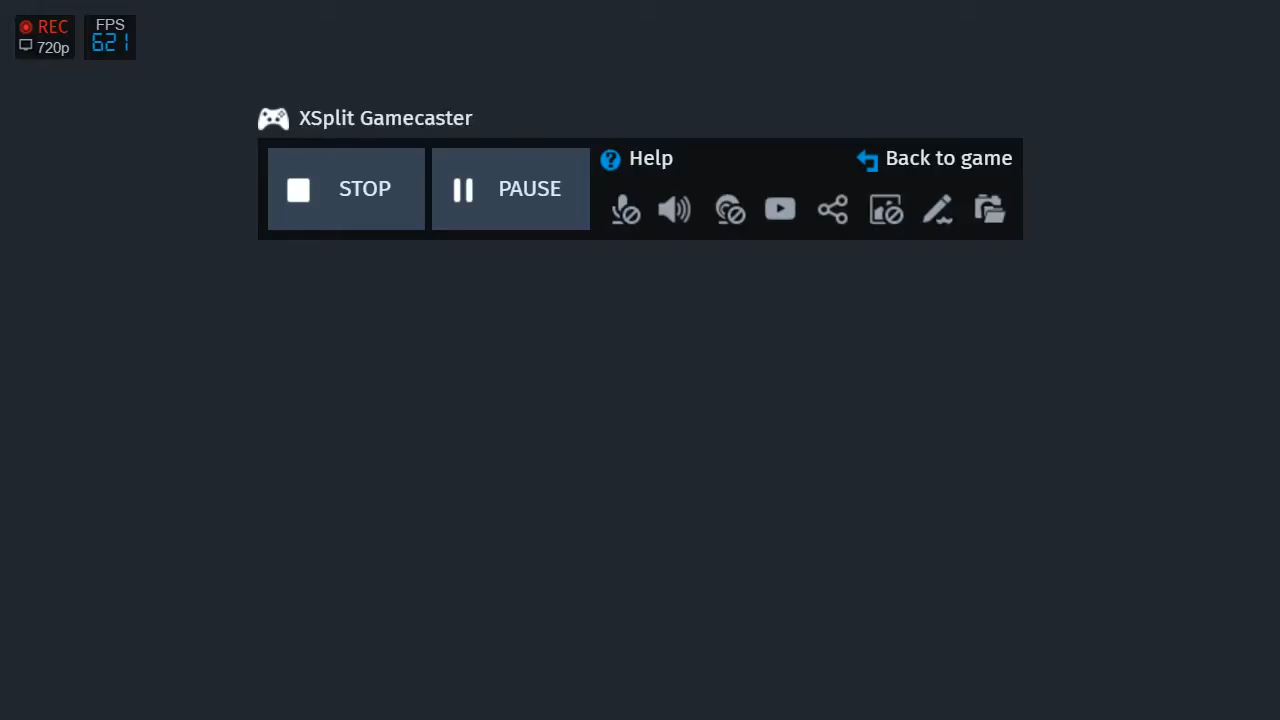 REC
720p
FPS
621
XSplit Gamecaster
STOP
PAUSE
Help
Back to game